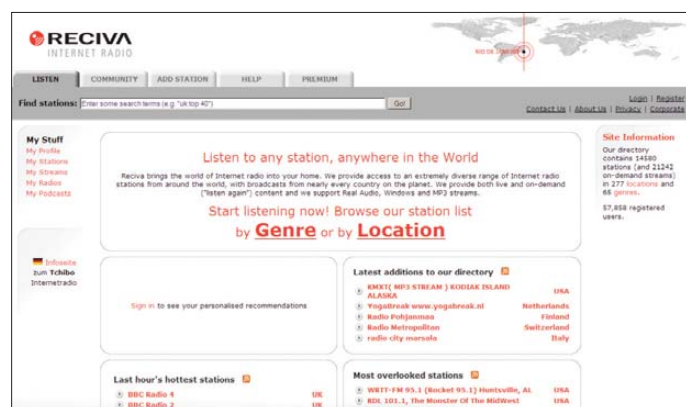 RECIVA
INTERNET RADIO
RIO DE
LISTEN
COMMUNITY
ADD STATION
HELP
PREMIUM
Find stations:
Enter some search terms (e.g. "uk top 40")
Go!
Login | Register
Contact Us | About Us | Privacy | Corporate
My Stuff
My Profile
My Stations
My Streams
My Radios
My Podcasts
Infoseite
zum Tchibo
Internetradio
Listen to any station, anywhere in the World
Reciva brings the world of Internet radio into your home. We provide access to an extremely diverse range of Internet radio
stations from around the world, with broadcasts from nearly every country on the planet. We provide both live and on-demand
("listen again") content and we support Real Audio, Windows and MP3 streams.
Start listening now! Browse our station list
by Genre or by Location
Site Information
Our directory
contains 14580
stations (and 21242
on-demand streams)
in 277 locations and
65 genres.
57,858 registered
users.
Sign in to see your personalised recommendations
Latest additions to our directory
KMXT( MP3 STREAM ) KODIAK ISLAND
ALASKA
USA
YogaBreak www.yogabreak.nl
Netherlands
Radio Pohjanmaa
Finland
Radio Metropolitan
Switzerland
radio city marsala
Italy
Last hour's hottest stations
BBC Radio 4
UK
BBC Radio 2
UK
Most overlooked stations
WRTT-FM 95.1 (Rocket 95.1) Huntsville, AL
USA
KDL 101.1, The Monster Of The MidWest
USA